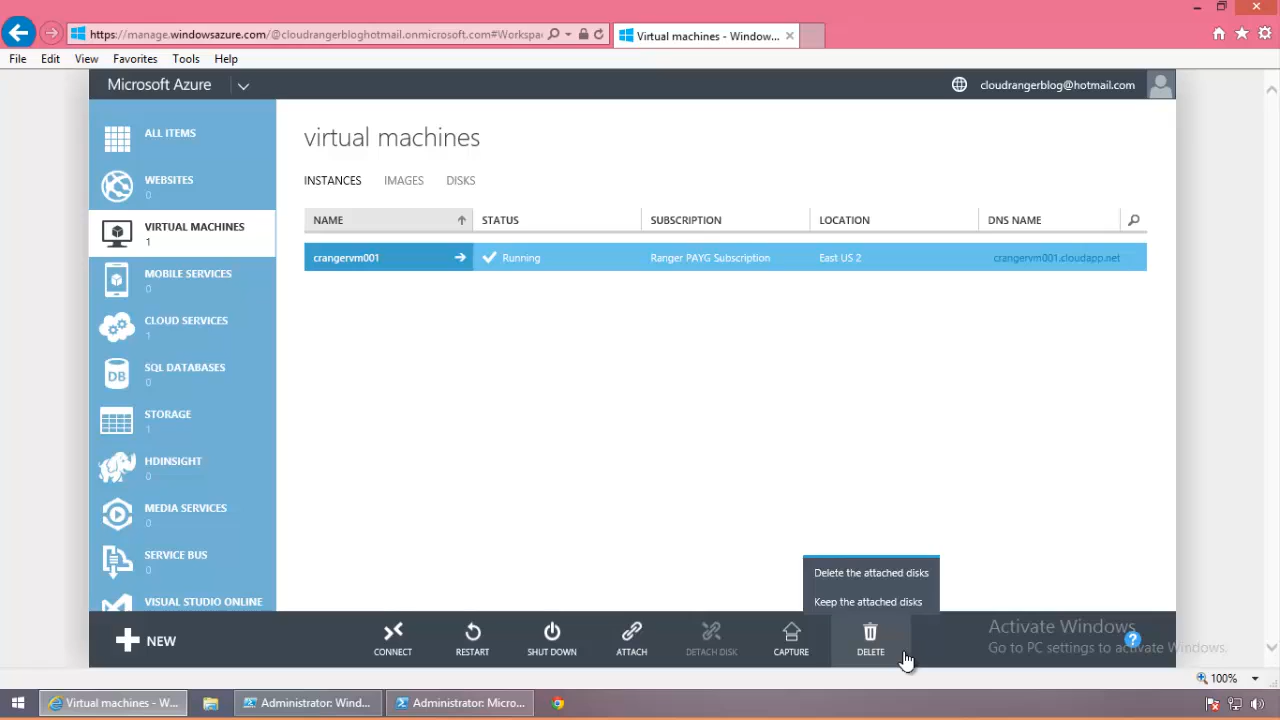 https://manage.windowsazure.com/@cloudrangerbloghotmail.onmicrosoft.com#Workspa
Virtual machines - Window...
File Edit View Favorites Tools Help
Microsoft Azure
cloudrangerblog@hotmail.com
ALL ITEMS
WEBSITES
0
VIRTUAL MACHINES
1
MOBILE SERVICES
0
CLOUD SERVICES
1
SQL DATABASES
0
DB
STORAGE
1
HDINSIGHT
0
MEDIA SERVICES
0
SERVICE BUS
0
VISUAL STUDIO ONLINE
virtual machines
INSTANCES IMAGES DISKS
NAME STATUS SUBSCRIPTION LOCATION DNS NAME
crangervm001 Running Ranger PAYG Subscription East US 2 crangervm001.cloudapp.net
Delete the attached disks
Keep the attached disks
NEW
CONNECT RESTART SHUT DOWN ATTACH DETACH DISK CAPTURE DELETE
Activate Windows
Go to PC settings to activate Windows.
?
100%
Virtual machines - W...
Administrator: Wind...
Administrator: Micro...